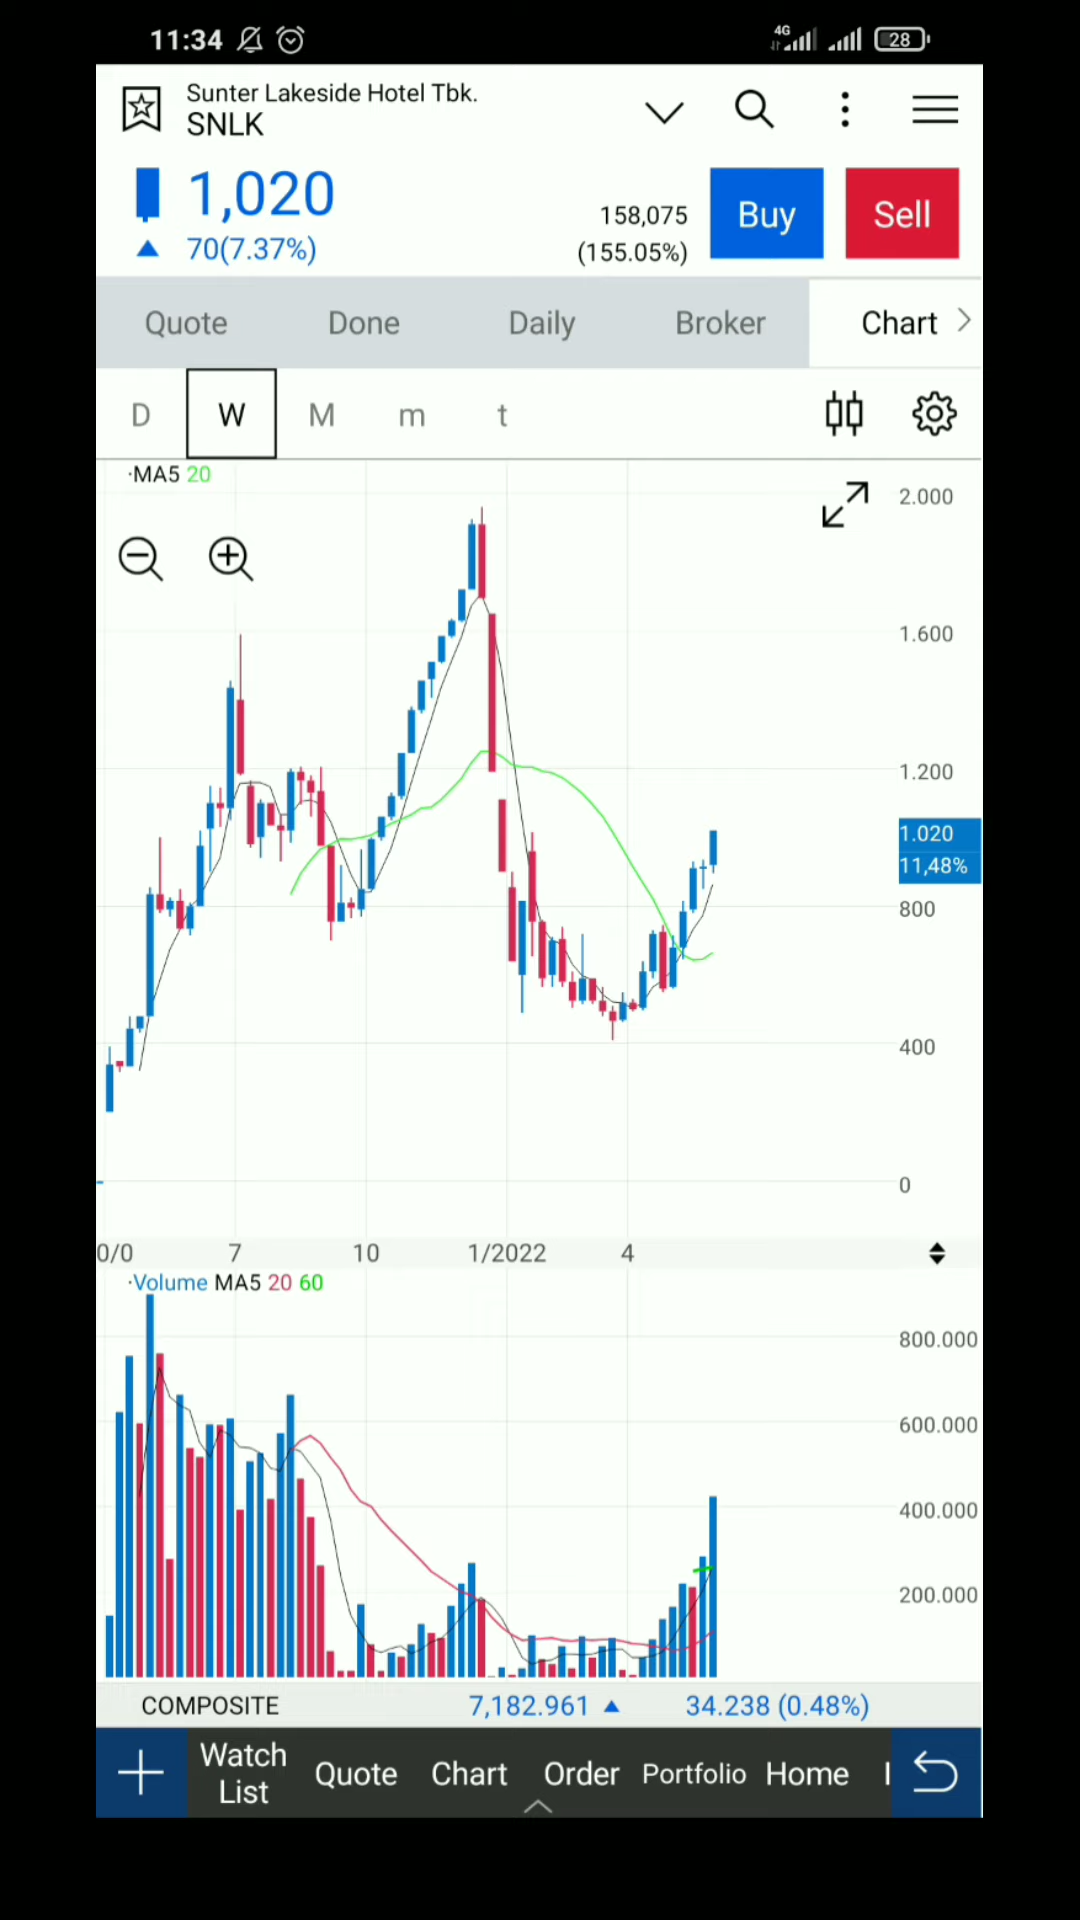 11:34 4G 28
Sunter Lakeside Hotel Tbk.
SNLK
1,020
70(7.37%)
158,075
(155.05%)
Buy Sell
Quote Done Daily Broker Chart
D W M m t
·MA5 20
2.000
1.600
1.200
1.020
11,48%
800
400
0
0/0 7 10 1/2022 4
·Volume MA5 20 60
800.000
600.000
400.000
200.000
COMPOSITE 7,182.961 ▲ 34.238 (0.48%)
Watch List Quote Chart Order Portfolio Home